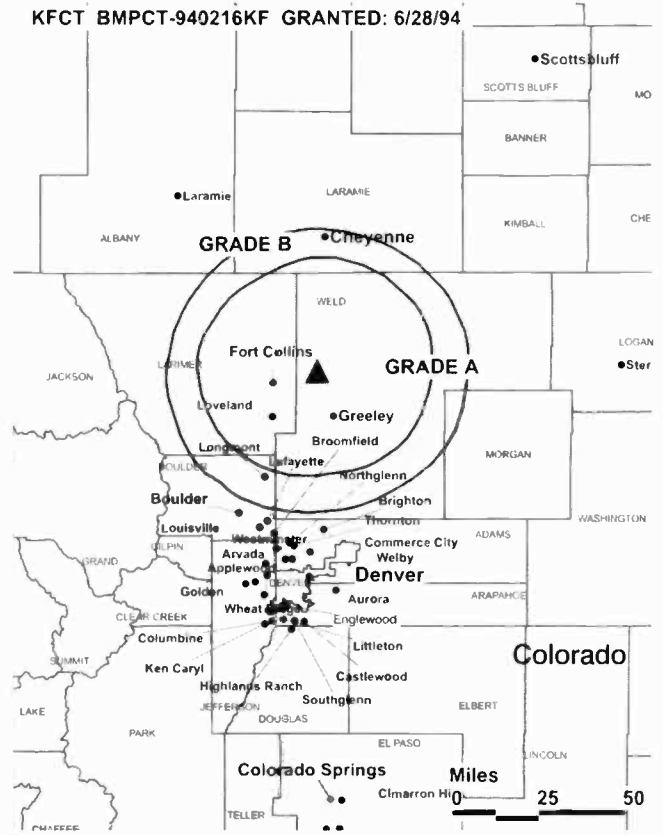 KFCT BMPCT-940216KF GRANTED: 6/28/94
Scottsbluff
SCOTTS BLUFF
MO
BANNER
Laramie
LARAMIE
KIMBALL
CHE
ALBANY
GRADE B
Cheyenne
WELD
LOGAN
Fort Collins
LARIMER
GRADE A
Ster
JACKSON
Loveland
Greeley
Broomfield
Longmont
Lafayette
MORGAN
BOULDER
Northglenn
Boulder
Brighton
Louisville
Thornton
WASHINGTON
Westminster
Commerce City
ADAMS
GILPIN
Arvada
Welby
GRAND
Applewood
DENVER
Denver
Golden
Aurora
ARAPAHOE
Wheat Ridge
CLEAR CREEK
Englewood
Columbine
Littleton
Colorado
SUMMIT
Ken Caryl
Castlewood
Highlands Ranch
Southglenn
LAKE
JEFFERSON
ELBERT
DOUGLAS
PARK
EL PASO
LINCOLN
Colorado Springs
Miles
Cimarron Hi
0 25 50
TELLER
CHAFFEE